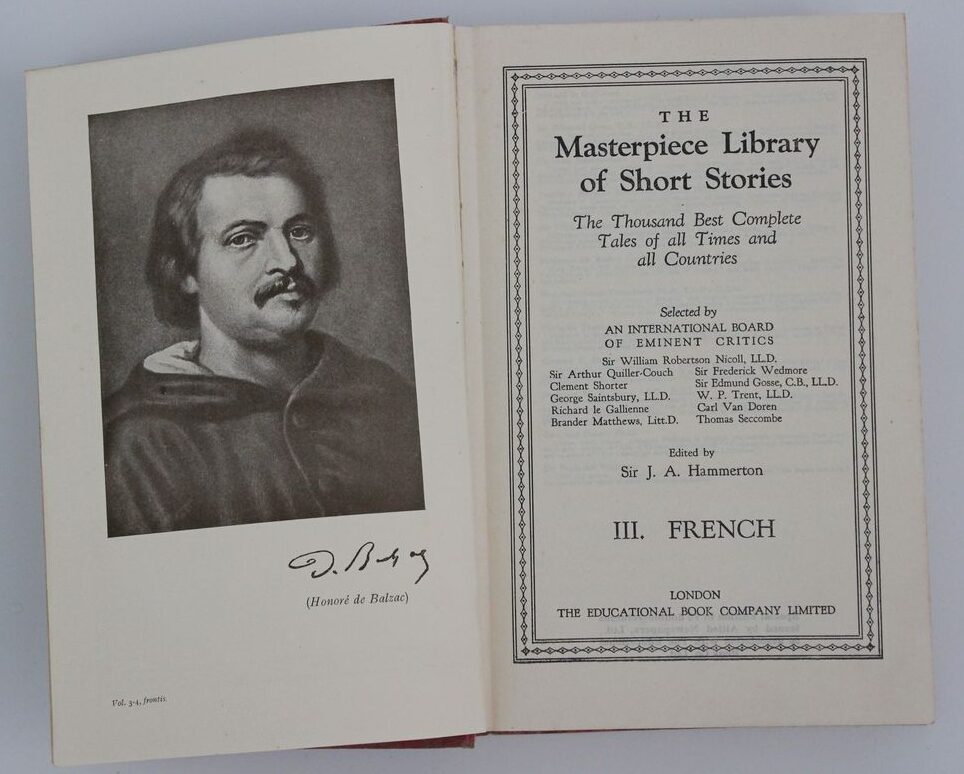 (Honoré de Balzac)
Vol. 3-4, frontis
THE
Masterpiece Library
of Short Stories
The Thousand Best Complete
Tales of all Times and
all Countries
Selected by
AN INTERNATIONAL BOARD
OF EMINENT CRITICS
Sir William Robertson Nicoll, LL.D.
Sir Arthur Quiller-Couch
Clement Shorter
George Saintsbury, LL.D.
Richard le Gallienne
Brander Matthews, Litt.D.
Sir Frederick Wedmore
Sir Edmund Gosse, C.B., LL.D.
W. P. Trent, LL.D.
Carl Van Doren
Thomas Seccombe
Edited by
Sir J. A. Hammerton
III. FRENCH
LONDON
THE EDUCATIONAL BOOK COMPANY LIMITED